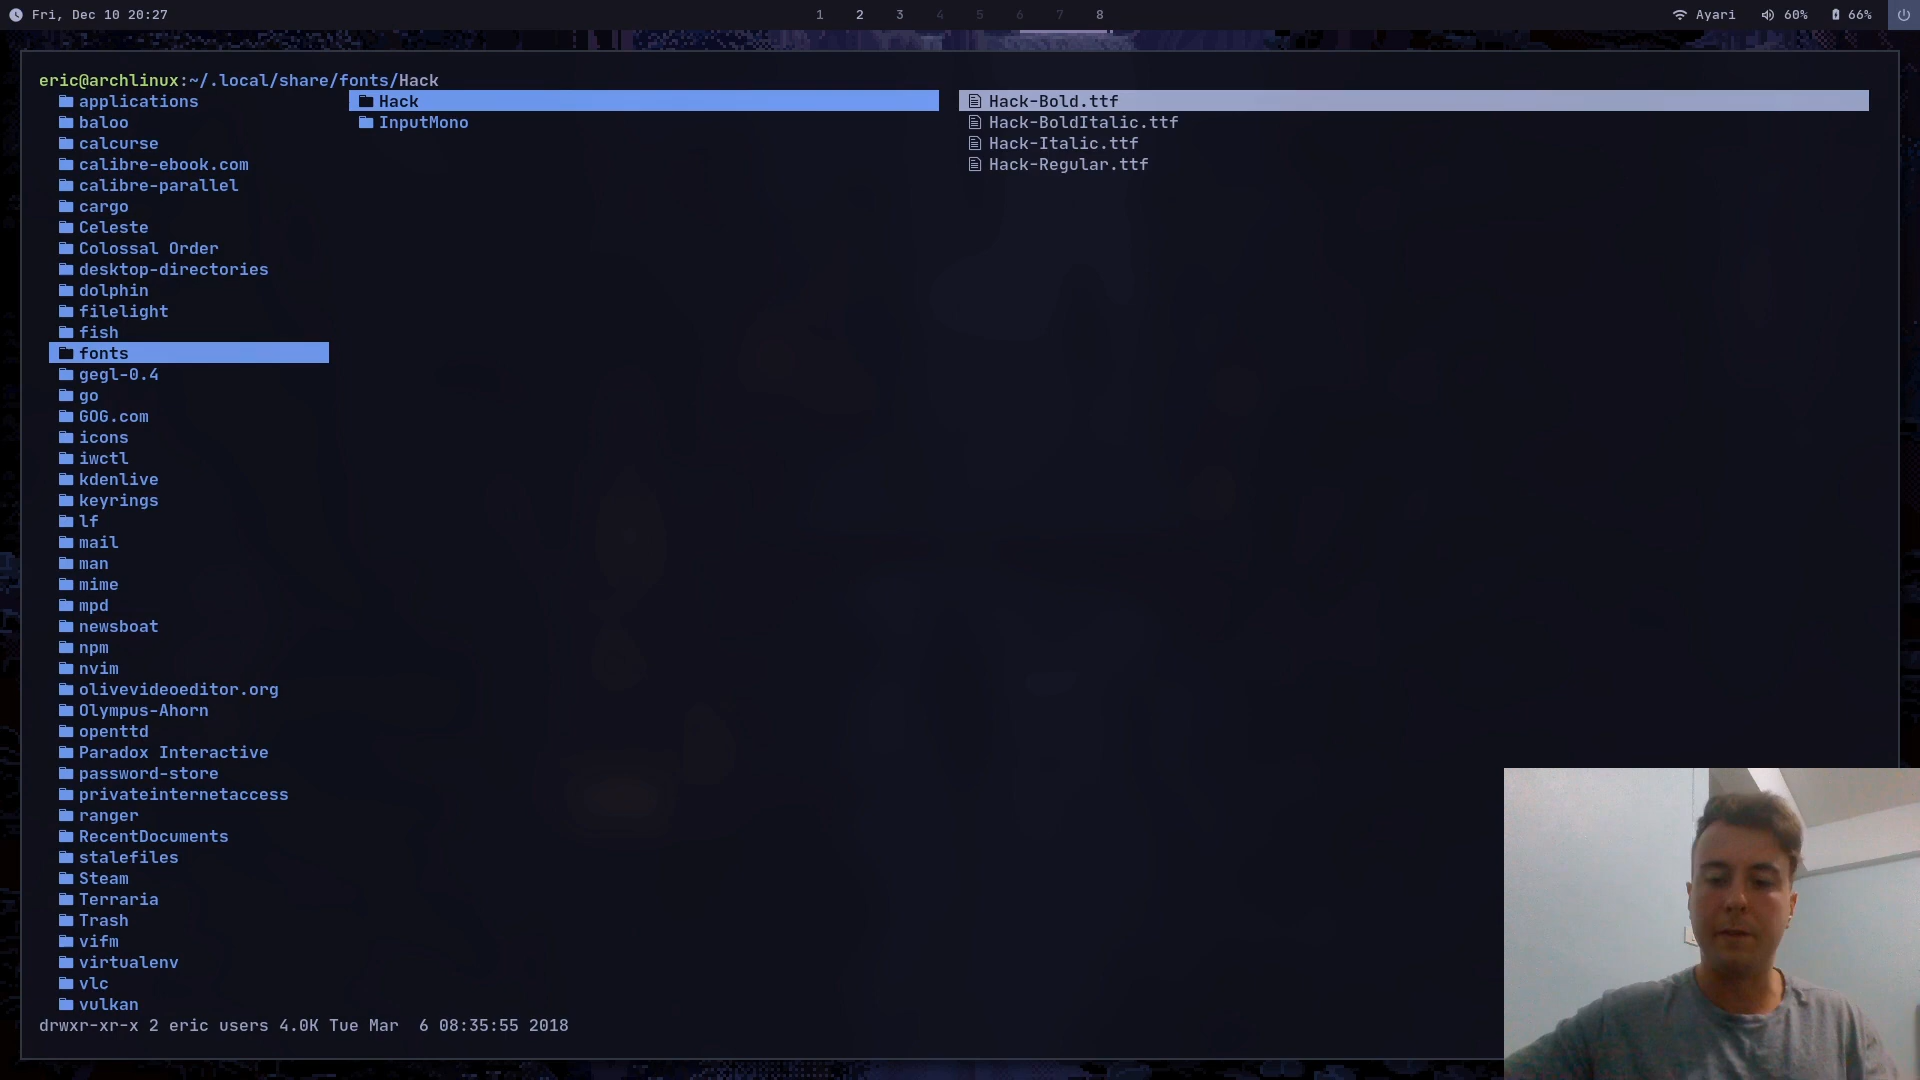 Fri, Dec 10 20:27
1 2 3 4 5 6 7 8
Ayari 60% 66%
eric@archlinux:~/.local/share/fonts/Hack
applications
baloo
calcurse
calibre-ebook.com
calibre-parallel
cargo
Celeste
Colossal Order
desktop-directories
dolphin
filelight
fish
fonts
gegl-0.4
go
GOG.com
icons
iwctl
kdenlive
keyrings
lf
mail
man
mime
mpd
newsboat
npm
nvim
olivevideoeditor.org
Olympus-Ahorn
openttd
Paradox Interactive
password-store
privateinternetaccess
ranger
RecentDocuments
stalefiles
Steam
Terraria
Trash
vifm
virtualenv
vlc
vulkan
Hack
InputMono
Hack-Bold.ttf
Hack-BoldItalic.ttf
Hack-Italic.ttf
Hack-Regular.ttf
drwxr-xr-x 2 eric users 4.0K Tue Mar  6 08:35:55 2018